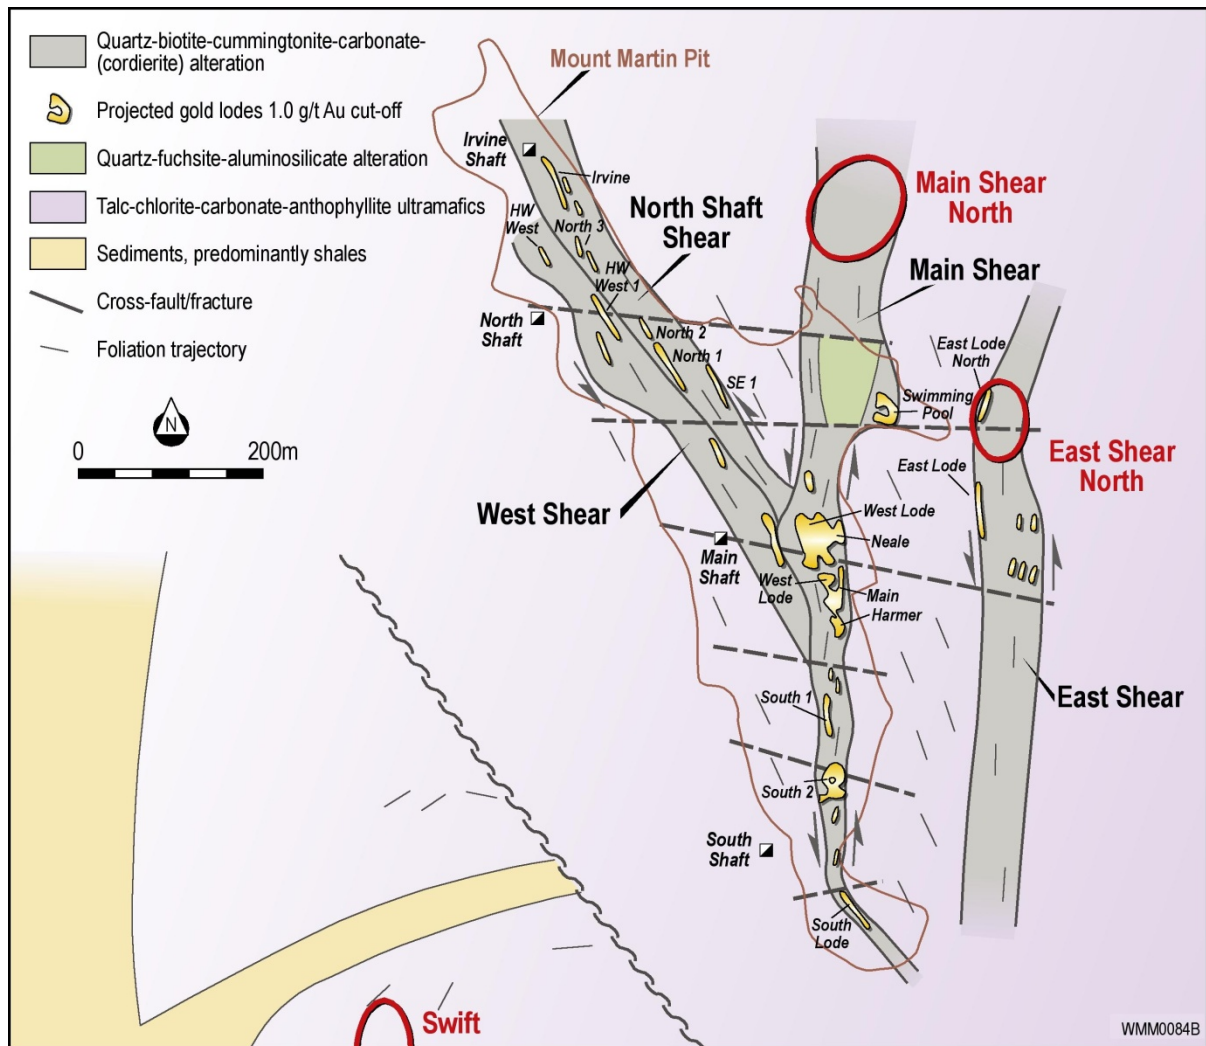 Quartz-biotite-cummingtonite-carbonate-
(cordierite) alteration
Projected gold lodes 1.0 g/t Au cut-off
Quartz-fuchsite-aluminosilicate alteration
Talc-chlorite-carbonate-anthophyllite ultramafics
Sediments, predominantly shales
Cross-fault/fracture
Foliation trajectory
N
0
200m
Mount Martin Pit
Irvine
Shaft
Irvine
HW
West
North 3
HW
West 1
North Shaft
Shear
Main Shear
North
Main Shear
North
Shaft
North 2
North 1
SE 1
East Lode
North
Swimming
Pool
East Shear
North
East Lode
West Shear
West Lode
Neale
Main
Shaft
West
Lode
Main
Harmer
South 1
East Shear
South 2
South
Shaft
South
Lode
Swift
WMM0084B